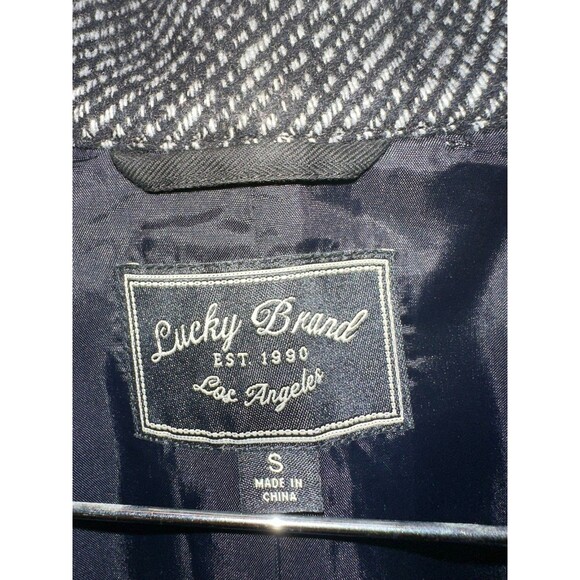 Lucky Brand
EST. 1990
Los Angeles
S
MADE IN
CHINA